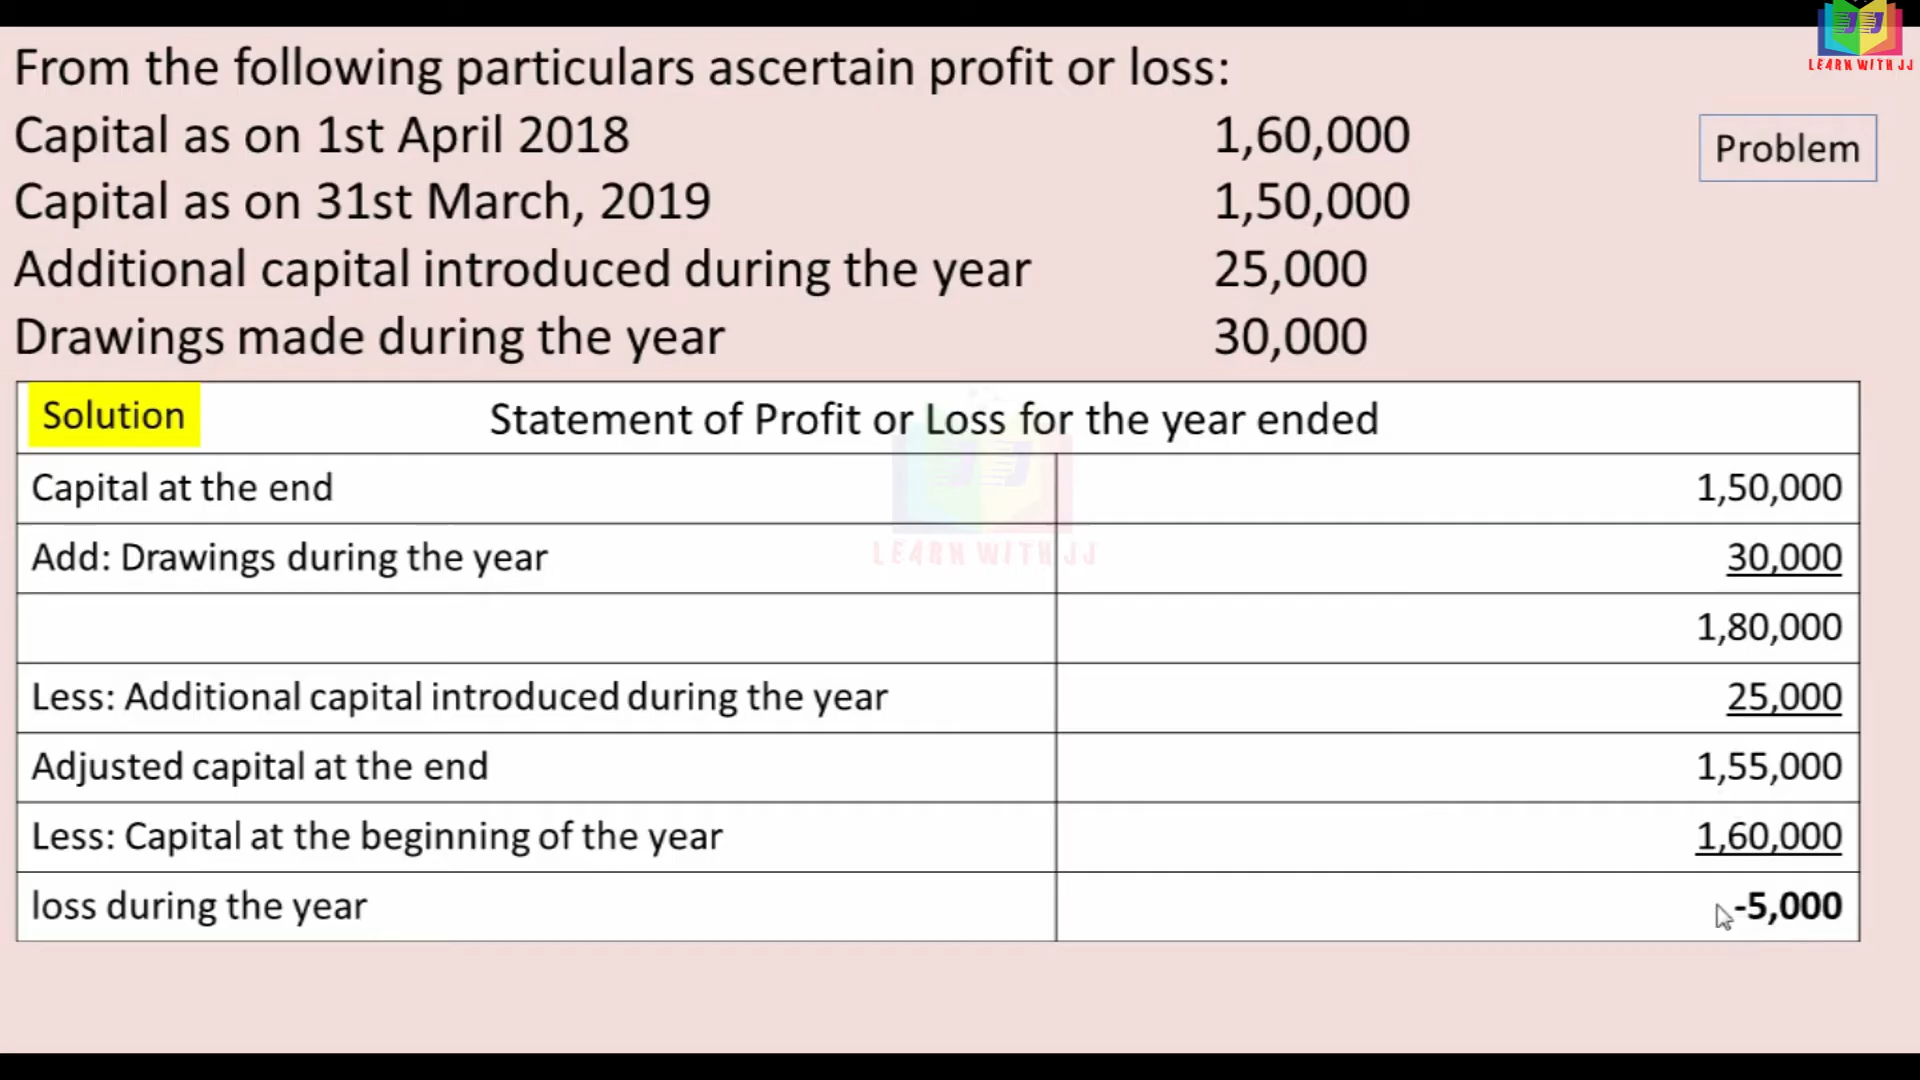 LEARN WITH JJ
From the following particulars ascertain profit or loss:
Capital as on 1st April 2018 1,60,000
Problem
Capital as on 31st March, 2019 1,50,000
Additional capital introduced during the year 25,000
Drawings made during the year 30,000
Solution Statement of Profit or Loss for the year ended
Capital at the end 1,50,000
Add: Drawings during the year 30,000
LEARN WITH JJ
1,80,000
Less: Additional capital introduced during the year 25,000
Adjusted capital at the end 1,55,000
Less: Capital at the beginning of the year 1,60,000
loss during the year -5,000